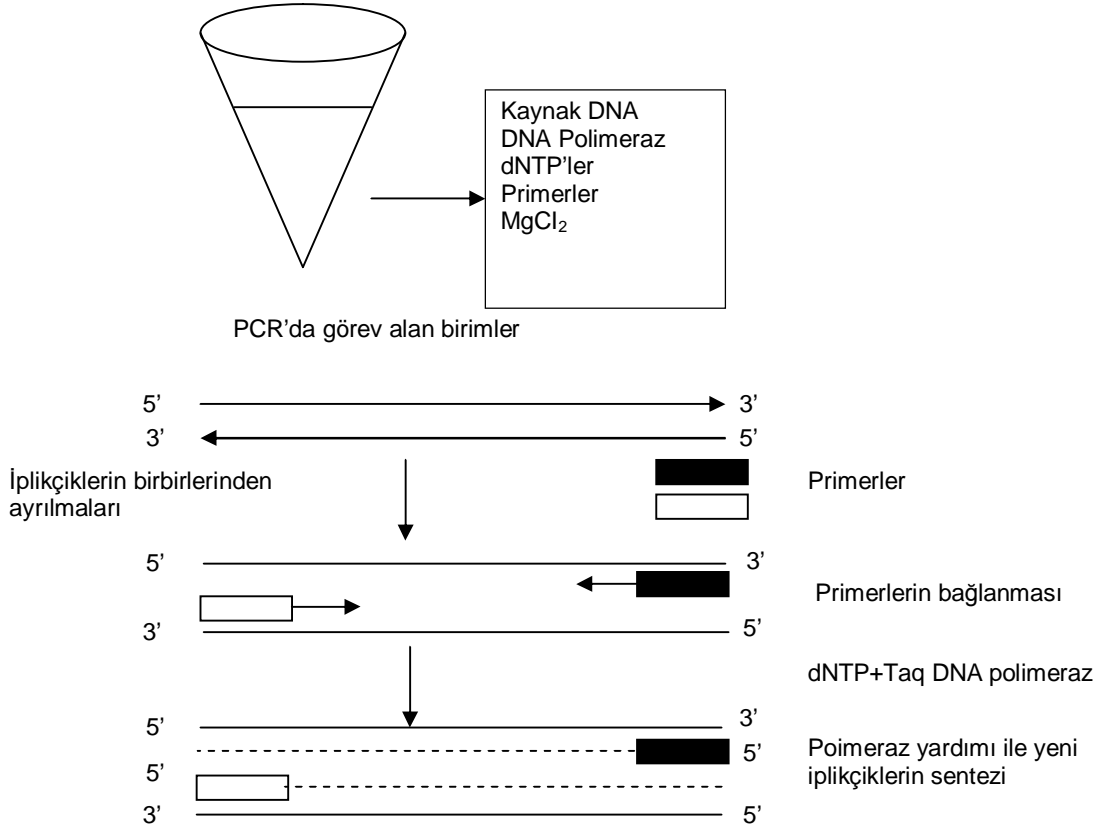 Kaynak DNA
DNA Polimeraz
dNTP’ler
Primerler
MgCl₂
PCR’da görev alan birimler
5’ 3’
3’ 5’
İplikçiklerin birbirlerinden
ayrılmaları
Primerler
5’ 3’
Primerlerin bağlanması
3’ 5’
dNTP+Taq DNA polimeraz
5’ 3’
5’
Poimeraz yardımı ile yeni
iplikçiklerin sentezi
5’
3’ 5’